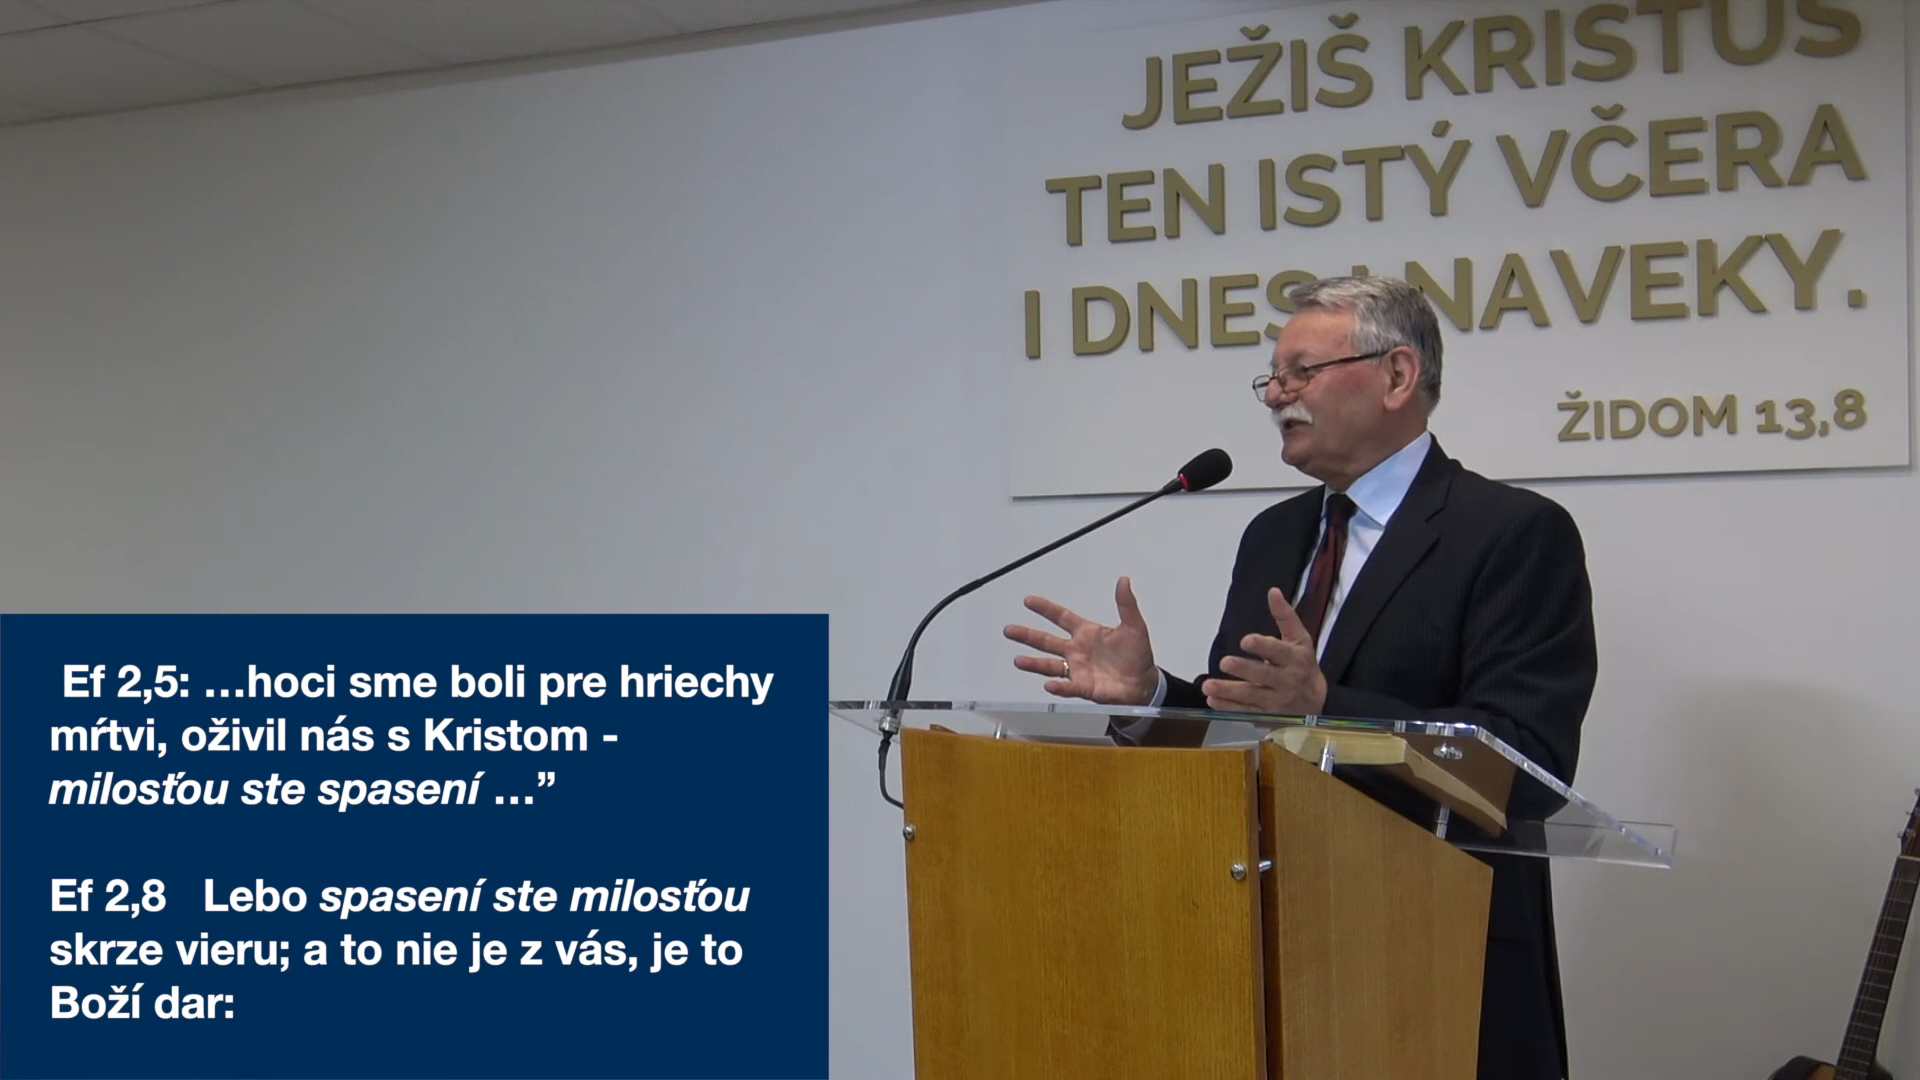 JEŽIŠ KRISTUS
TEN ISTÝ VČERA
I DNES I NAVEKY.
ŽIDOM 13,8
Ef 2,5: …hoci sme boli pre hriechy
mŕtvi, oživil nás s Kristom -
milosťou ste spasení …”
Ef 2,8 Lebo spasení ste milosťou
skrze vieru; a to nie je z vás, je to
Boží dar: